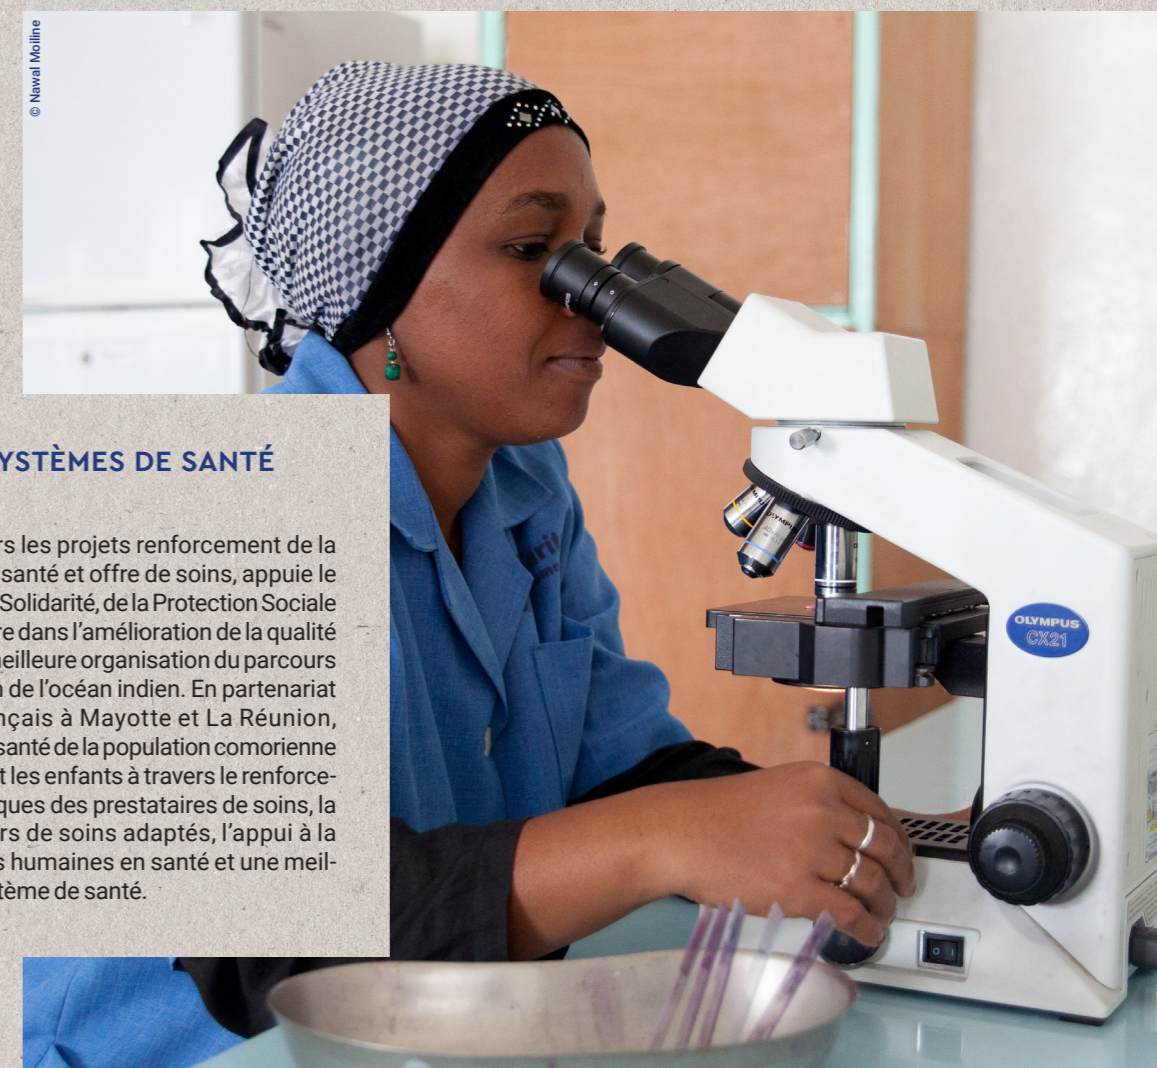 © Nawal Moiline
YSTÈMES DE SANTÉ
rs les projets renforcement de la
santé et offre de soins, appuie le
Solidarité, de la Protection Sociale
re dans l’amélioration de la qualité
eilleure organisation du parcours
n de l’océan indien. En partenariat
nçais à Mayotte et La Réunion,
santé de la population comorienne
t les enfants à travers le renforce-
ques des prestataires de soins, la
rs de soins adaptés, l’appui à la
s humaines en santé et une meil-
tème de santé.
OLYMPUS
CX21